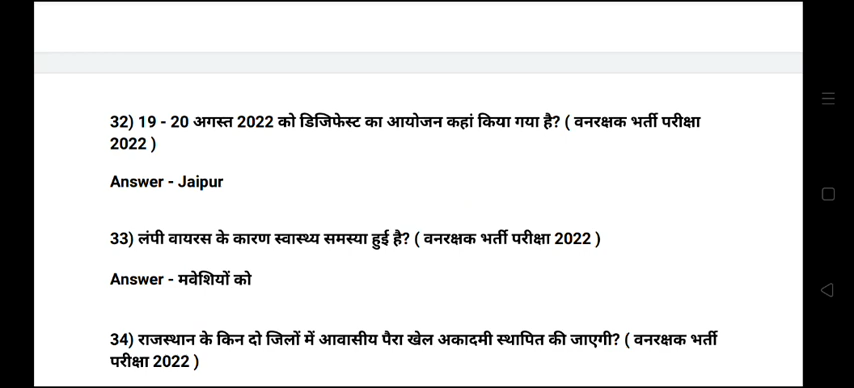 32) 19 - 20 अगस्त 2022 को डिजिफेस्ट का आयोजन कहां किया गया है? ( वनरक्षक भर्ती परीक्षा
2022 )
Answer - Jaipur
33) लंपी वायरस के कारण स्वास्थ्य समस्या हुई है? ( वनरक्षक भर्ती परीक्षा 2022 )
Answer - मवेशियों को
34) राजस्थान के किन दो जिलों में आवासीय पैरा खेल अकादमी स्थापित की जाएगी? ( वनरक्षक भर्ती
परीक्षा 2022 )